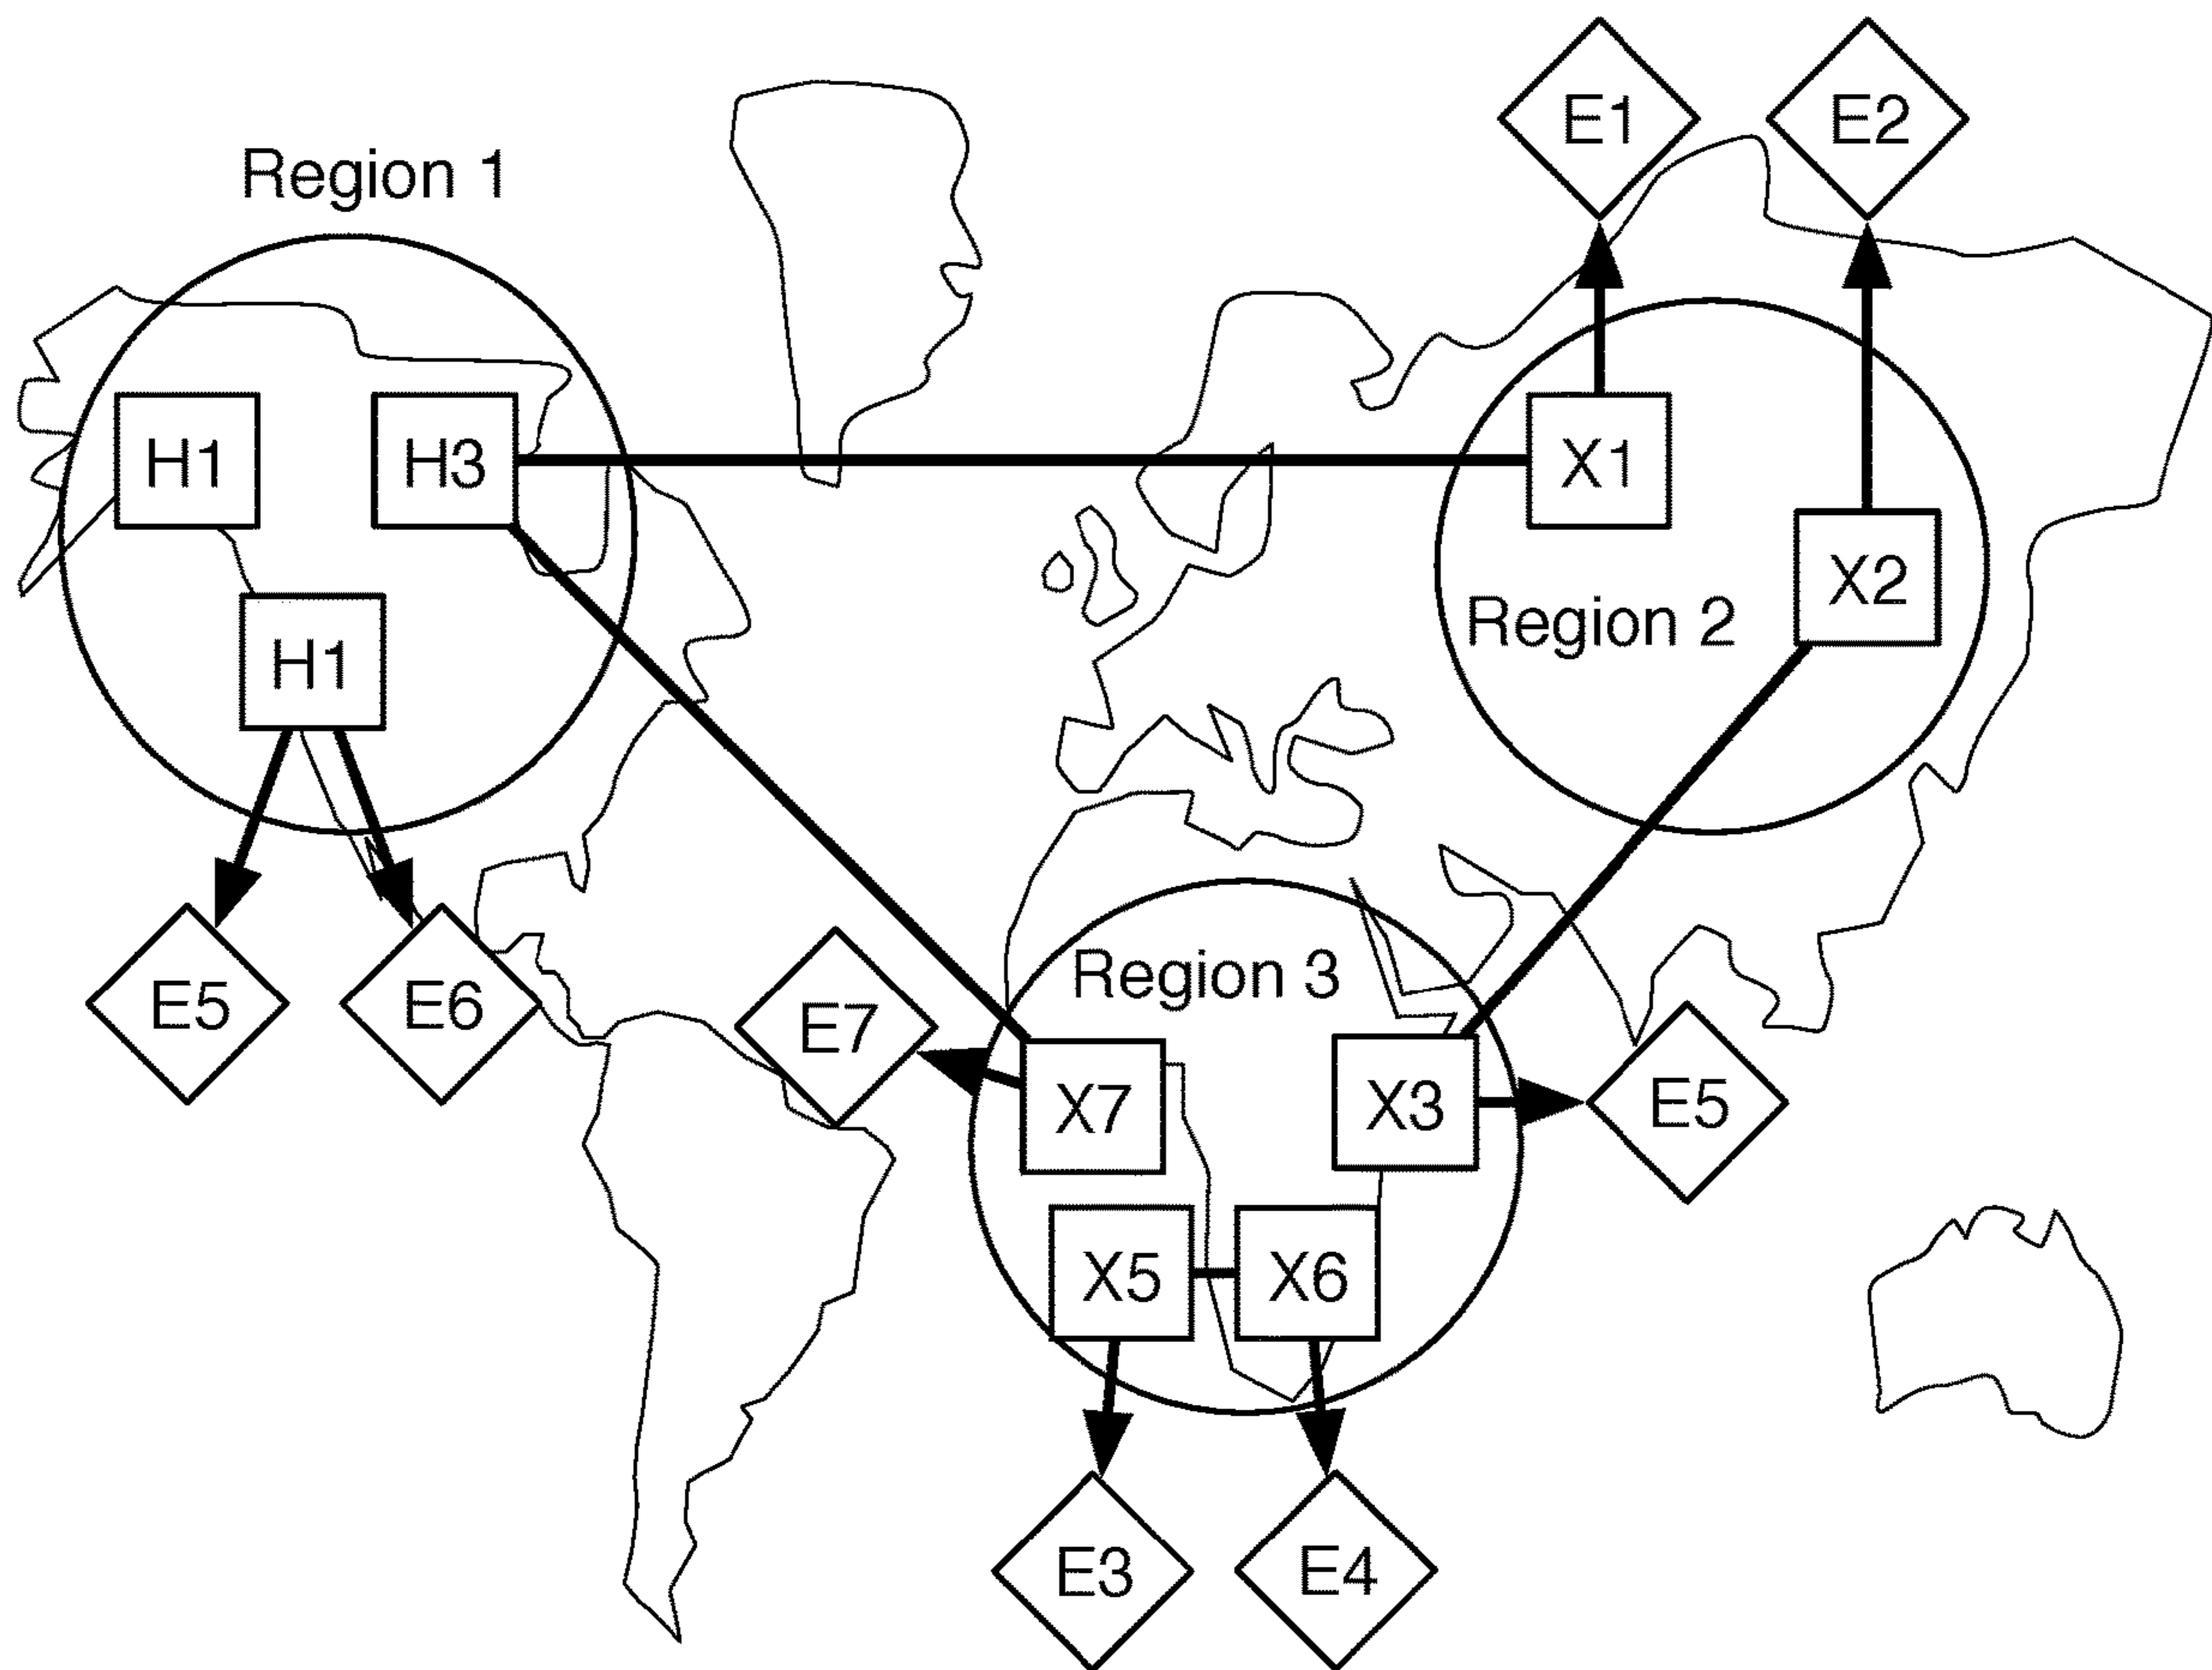 E1
E2
Region 1
H1
H3
X1
X2
Region 2
H1
E5
E6
E7
Region 3
X7
X3
E5
X5
X6
E3
E4